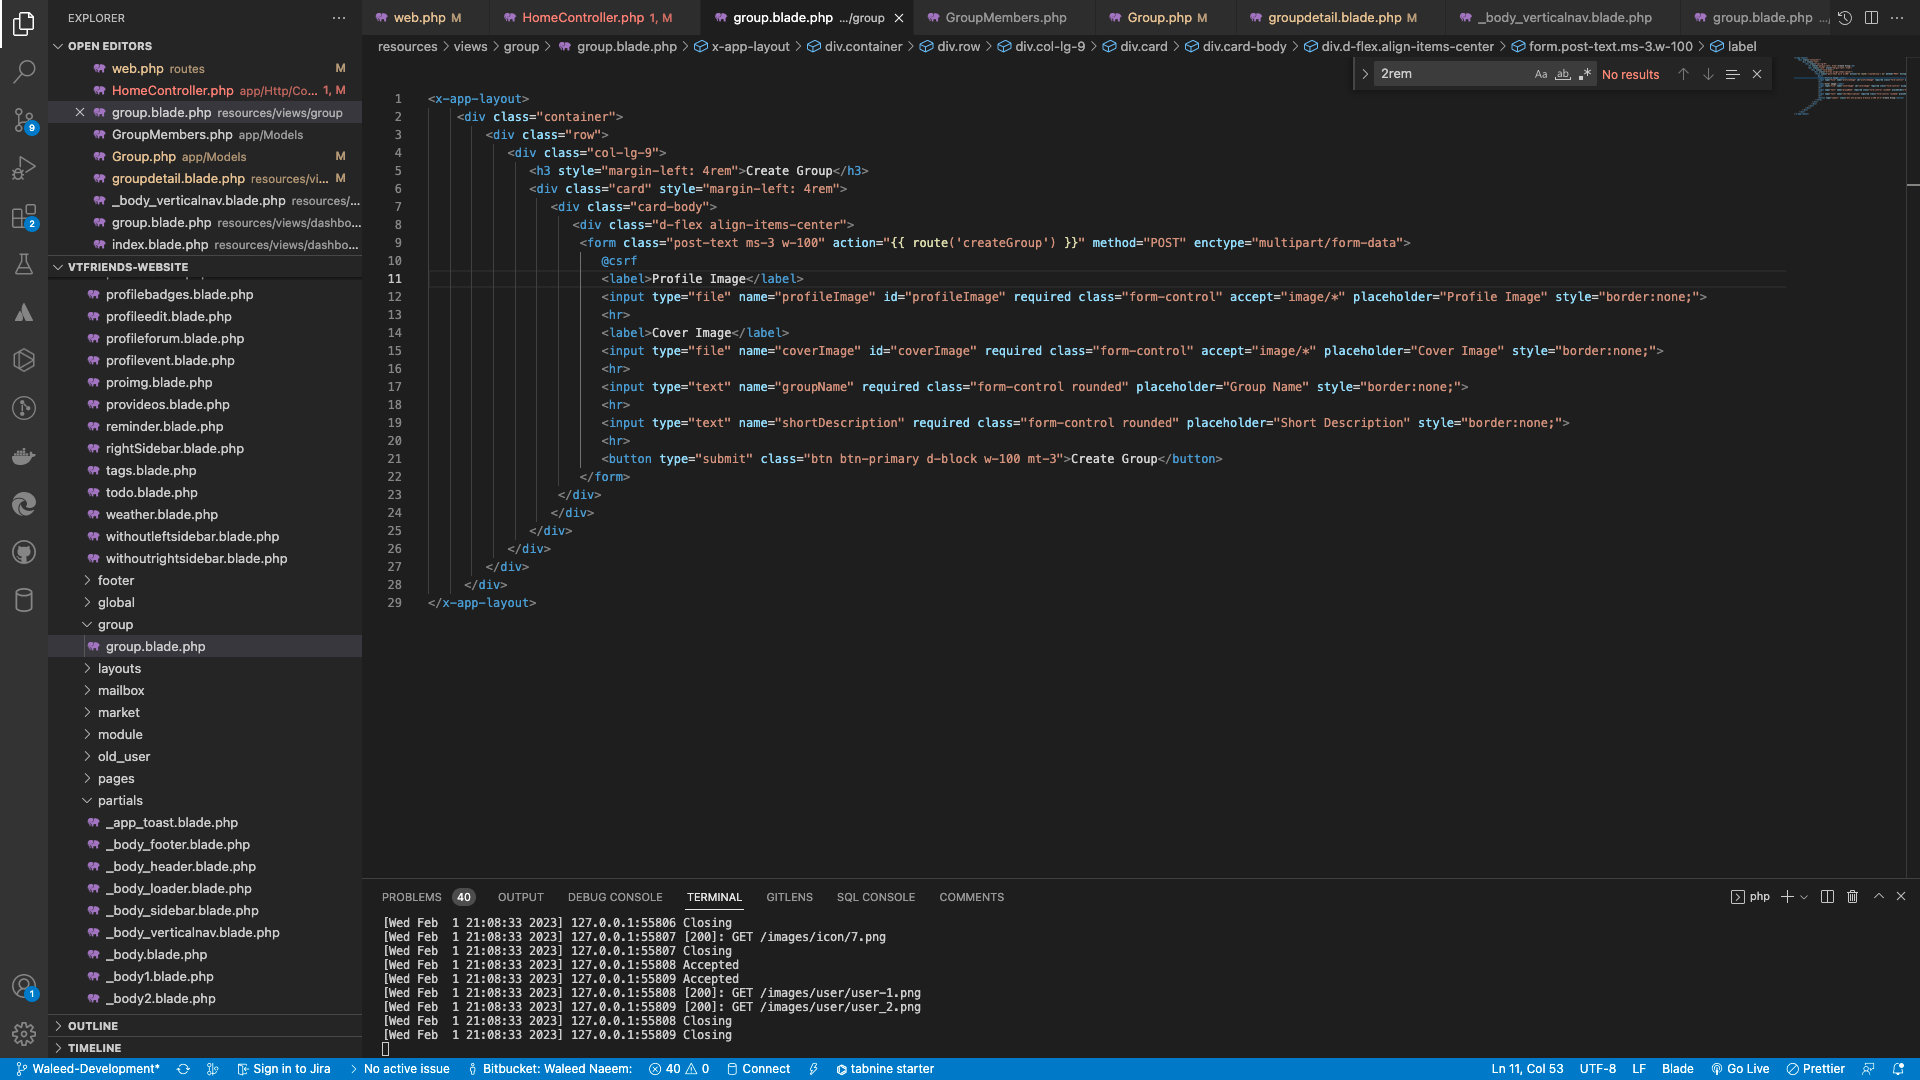 EXPLORER
OPEN EDITORS
web.php routes M
HomeController.php app/Http/Co... 1, M
group.blade.php resources/views/group
GroupMembers.php app/Models
Group.php app/Models M
groupdetail.blade.php resources/vi... M
_body_verticalnav.blade.php resources/...
group.blade.php resources/views/dashbo...
index.blade.php resources/views/dashbo...
VTFRIENDS-WEBSITE
profilebadges.blade.php
profileedit.blade.php
profileforum.blade.php
profilevent.blade.php
proimg.blade.php
provideos.blade.php
reminder.blade.php
rightSidebar.blade.php
tags.blade.php
todo.blade.php
weather.blade.php
withoutleftsidebar.blade.php
withoutrightsidebar.blade.php
footer
global
group
group.blade.php
layouts
mailbox
market
module
old_user
pages
partials
_app_toast.blade.php
_body_footer.blade.php
_body_header.blade.php
_body_loader.blade.php
_body_sidebar.blade.php
_body_verticalnav.blade.php
_body.blade.php
_body1.blade.php
_body2.blade.php
OUTLINE
TIMELINE
9
2
1
web.php M HomeController.php 1, M group.blade.php .../group GroupMembers.php Group.php M groupdetail.blade.php M _body_verticalnav.blade.php group.blade.php ...
resources > views > group > group.blade.php > x-app-layout > div.container > div.row > div.col-lg-9 > div.card > div.card-body > div.d-flex.align-items-center > form.post-text.ms-3.w-100 > label
2rem Aa ab .* No results
1 <x-app-layout>
2 <div class="container">
3 <div class="row">
4 <div class="col-lg-9">
5 <h3 style="margin-left: 4rem">Create Group</h3>
6 <div class="card" style="margin-left: 4rem">
7 <div class="card-body">
8 <div class="d-flex align-items-center">
9 <form class="post-text ms-3 w-100" action="{{ route('createGroup') }}" method="POST" enctype="multipart/form-data">
10 @csrf
11 <label>Profile Image</label>
12 <input type="file" name="profileImage" id="profileImage" required class="form-control" accept="image/*" placeholder="Profile Image" style="border:none;">
13 <hr>
14 <label>Cover Image</label>
15 <input type="file" name="coverImage" id="coverImage" required class="form-control" accept="image/*" placeholder="Cover Image" style="border:none;">
16 <hr>
17 <input type="text" name="groupName" required class="form-control rounded" placeholder="Group Name" style="border:none;">
18 <hr>
19 <input type="text" name="shortDescription" required class="form-control rounded" placeholder="Short Description" style="border:none;">
20 <hr>
21 <button type="submit" class="btn btn-primary d-block w-100 mt-3">Create Group</button>
22 </form>
23 </div>
24 </div>
25 </div>
26 </div>
27 </div>
28 </div>
29 </x-app-layout>
PROBLEMS 40 OUTPUT DEBUG CONSOLE TERMINAL GITLENS SQL CONSOLE COMMENTS php
[Wed Feb 1 21:08:33 2023] 127.0.0.1:55806 Closing
[Wed Feb 1 21:08:33 2023] 127.0.0.1:55807 [200]: GET /images/icon/7.png
[Wed Feb 1 21:08:33 2023] 127.0.0.1:55807 Closing
[Wed Feb 1 21:08:33 2023] 127.0.0.1:55808 Accepted
[Wed Feb 1 21:08:33 2023] 127.0.0.1:55809 Accepted
[Wed Feb 1 21:08:33 2023] 127.0.0.1:55808 [200]: GET /images/user/user-1.png
[Wed Feb 1 21:08:33 2023] 127.0.0.1:55809 [200]: GET /images/user/user_2.png
[Wed Feb 1 21:08:33 2023] 127.0.0.1:55808 Closing
[Wed Feb 1 21:08:33 2023] 127.0.0.1:55809 Closing
Waleed-Development* Sign in to Jira No active issue Bitbucket: Waleed Naeem: 40 0 Connect tabnine starter Ln 11, Col 53 UTF-8 LF Blade Go Live Prettier